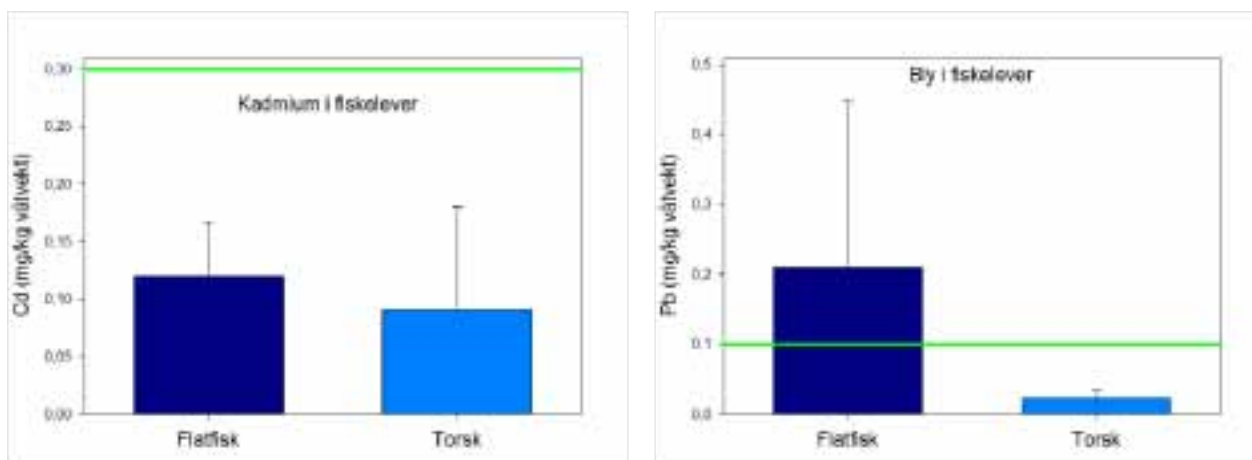 Kadmium i fiskelever
Cd (mg/kg våtvekt)
0,30
0,25
0,20
0,15
0,10
0,05
0,00
Flatfisk
Torsk
Bly i fiskelever
Pb (mg/kg våtvekt)
0,5
0,4
0,3
0,2
0,1
0,0
Flatfisk
Torsk